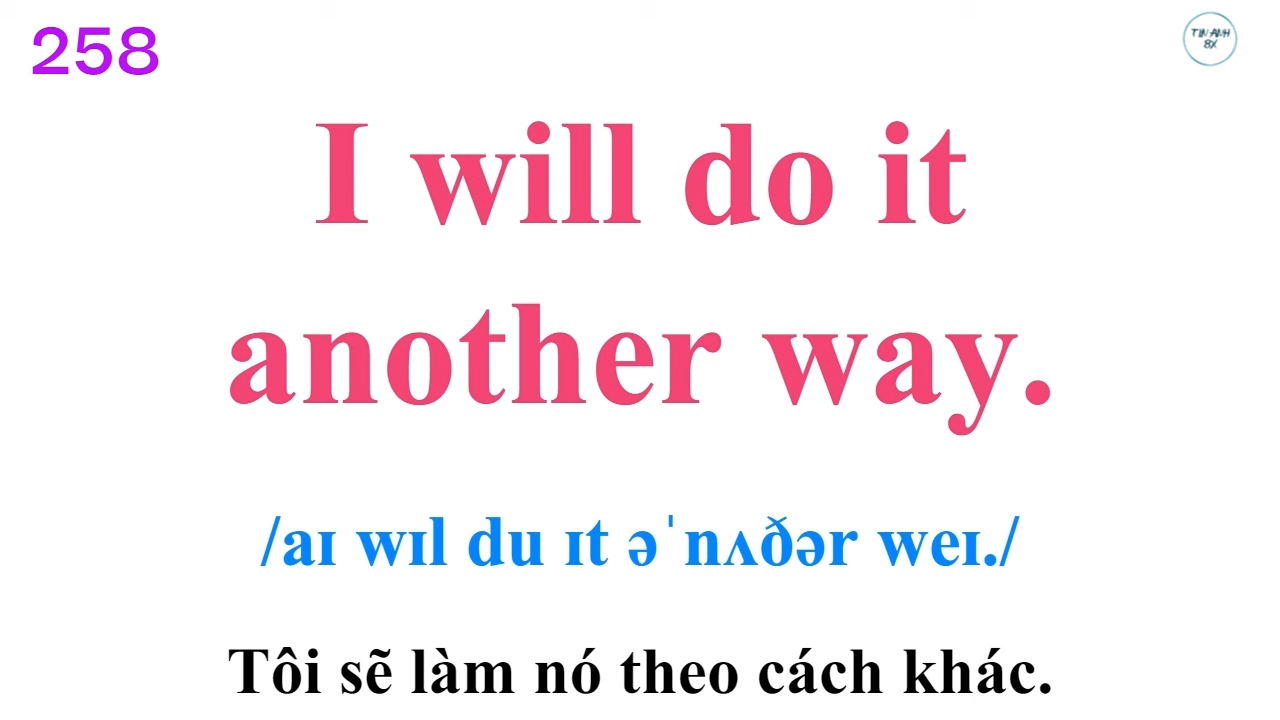 258
TIN ANH
8X
I will do it
another way.
/aɪ wɪl du ɪt əˈnʌðər weɪ./
Tôi sẽ làm nó theo cách khác.